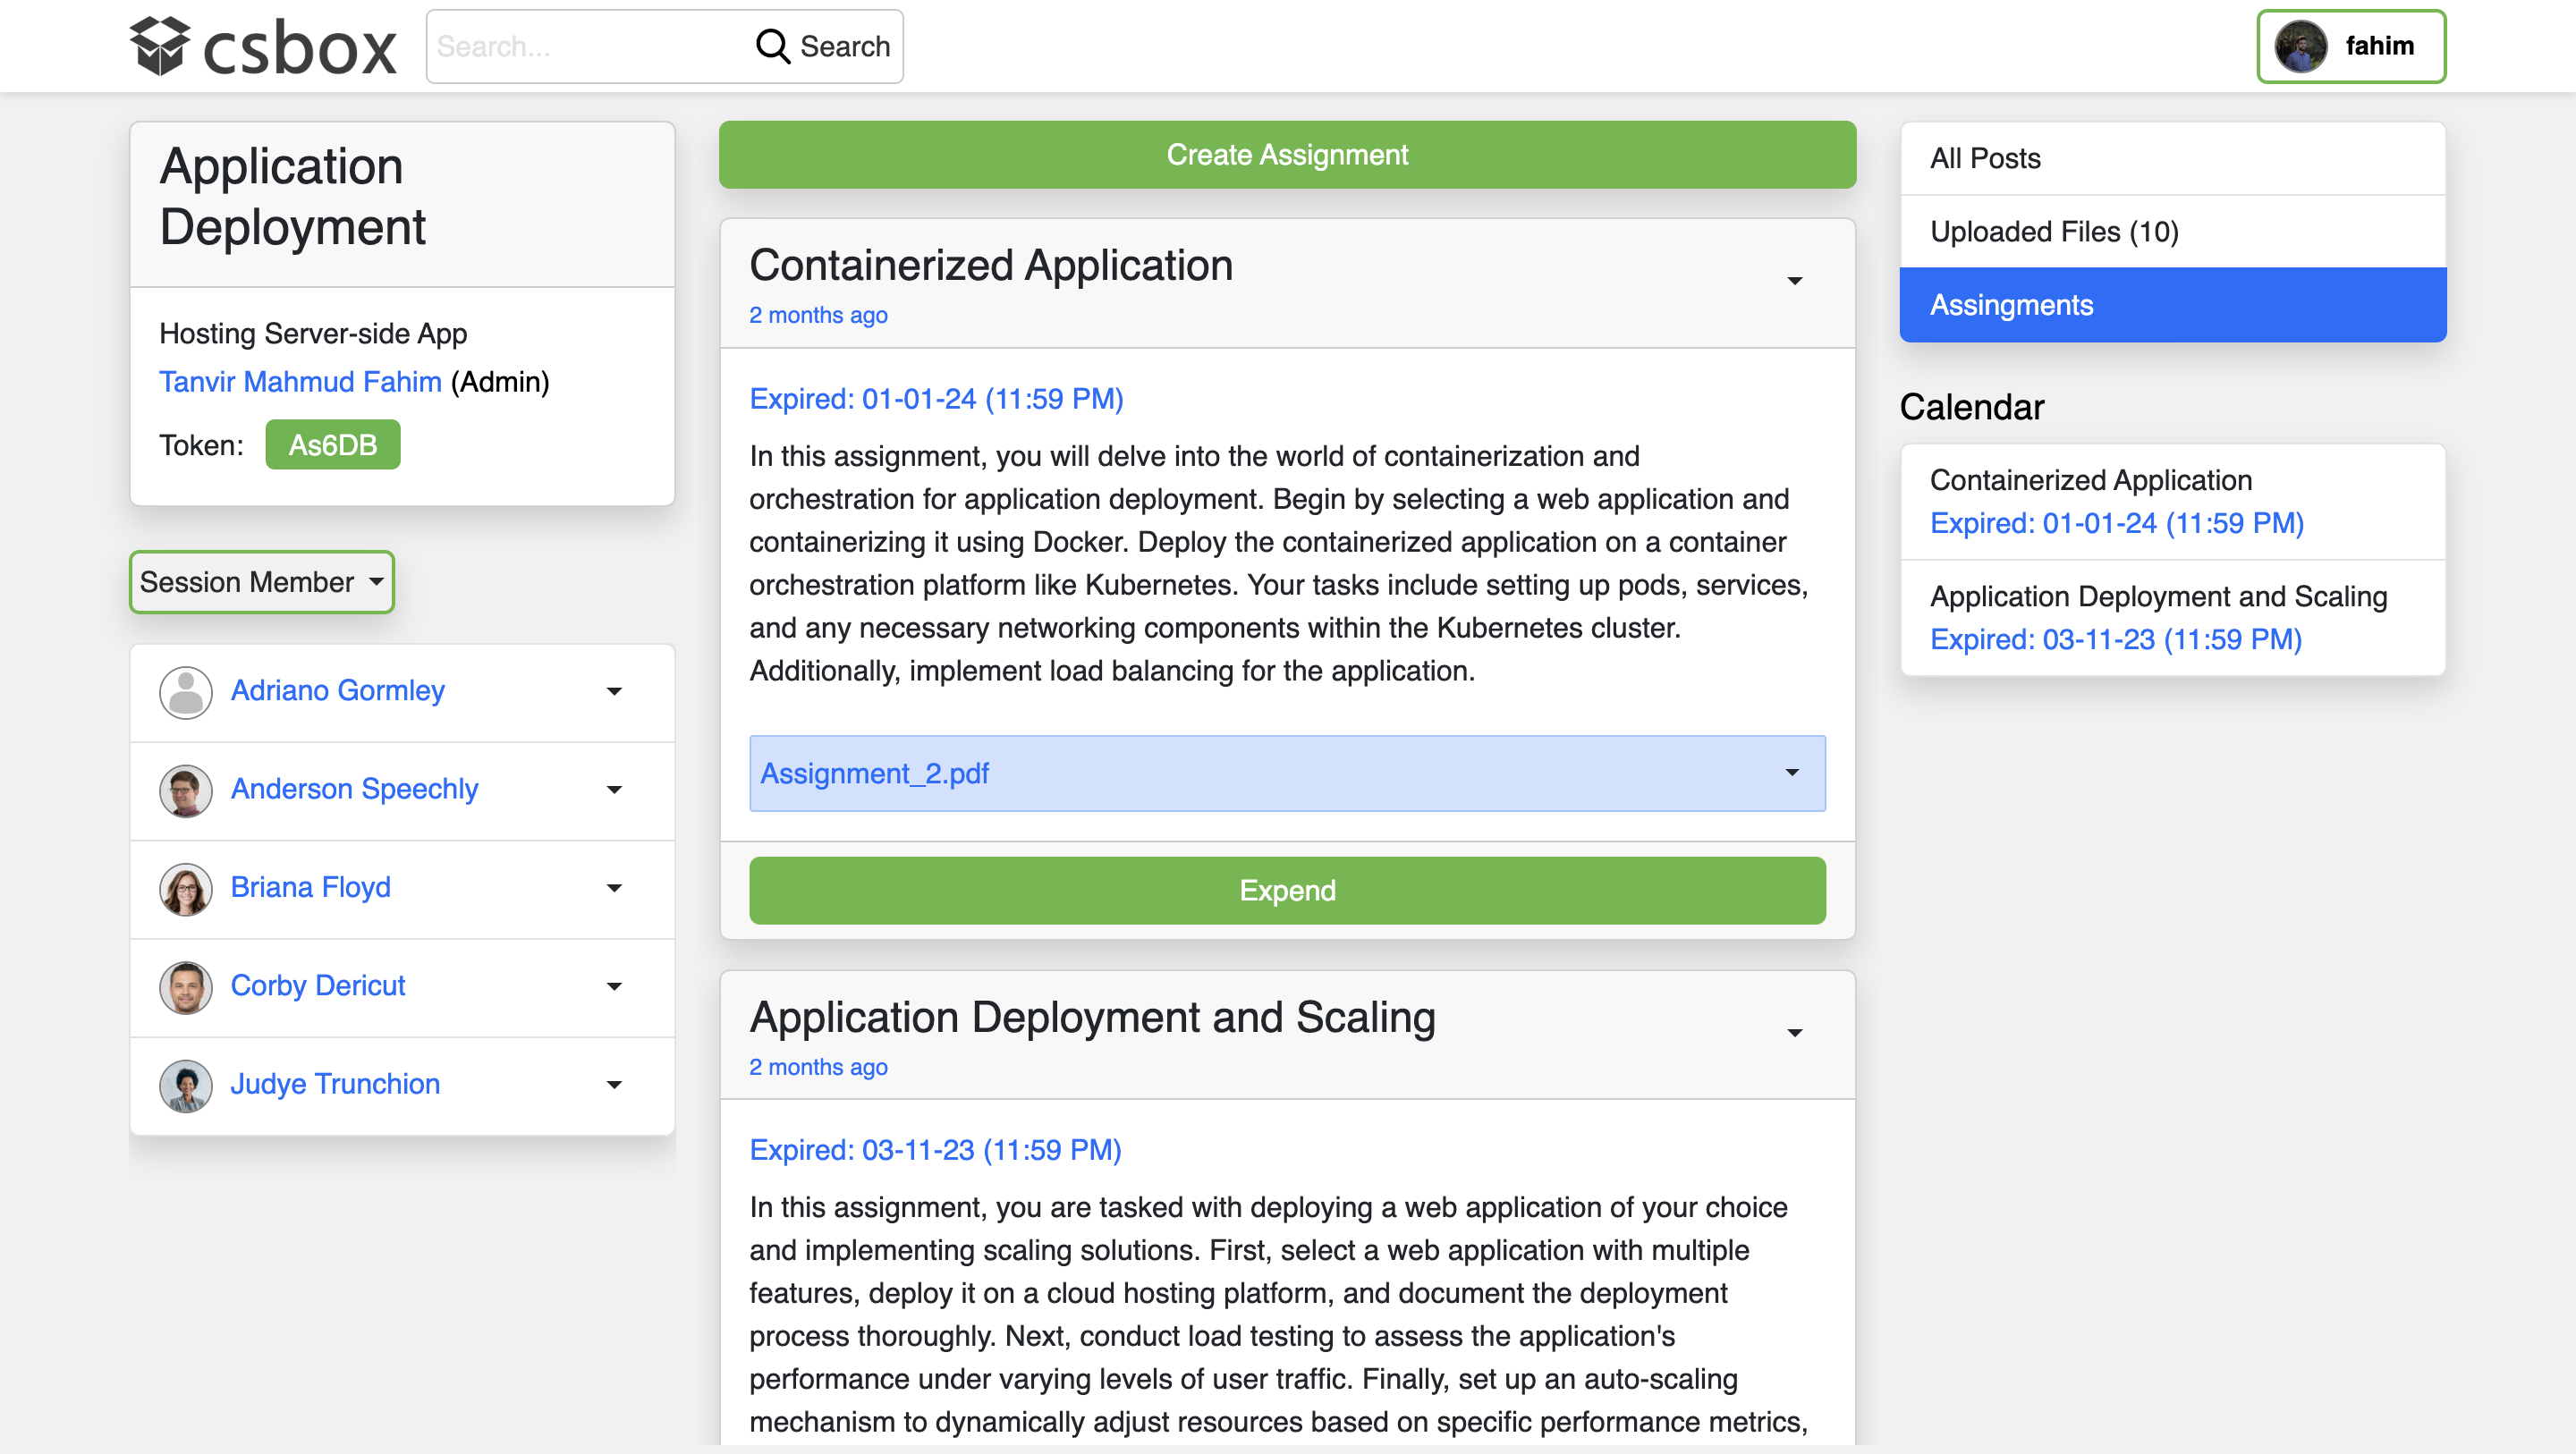 csbox
Search...
Search
fahim
Application
Deployment
Hosting Server-side App
Tanvir Mahmud Fahim (Admin)
Token: As6DB
Session Member
Adriano Gormley
Anderson Speechly
Briana Floyd
Corby Dericut
Judye Trunchion
Create Assignment
Containerized Application
2 months ago
Expired: 01-01-24 (11:59 PM)
In this assignment, you will delve into the world of containerization and
orchestration for application deployment. Begin by selecting a web application and
containerizing it using Docker. Deploy the containerized application on a container
orchestration platform like Kubernetes. Your tasks include setting up pods, services,
and any necessary networking components within the Kubernetes cluster.
Additionally, implement load balancing for the application.
Assignment_2.pdf
Expend
Application Deployment and Scaling
2 months ago
Expired: 03-11-23 (11:59 PM)
In this assignment, you are tasked with deploying a web application of your choice
and implementing scaling solutions. First, select a web application with multiple
features, deploy it on a cloud hosting platform, and document the deployment
process thoroughly. Next, conduct load testing to assess the application's
performance under varying levels of user traffic. Finally, set up an auto-scaling
mechanism to dynamically adjust resources based on specific performance metrics,
All Posts
Uploaded Files (10)
Assingments
Calendar
Containerized Application
Expired: 01-01-24 (11:59 PM)
Application Deployment and Scaling
Expired: 03-11-23 (11:59 PM)